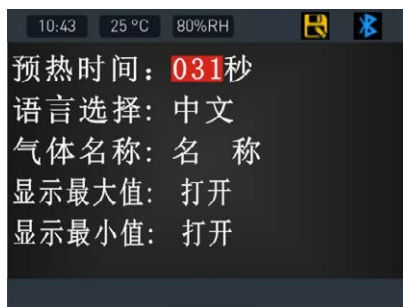 10:43 25 °C 80%RH
预热时间：031秒
语言选择: 中文
气体名称: 名 称
显示最大值: 打开
显示最小值: 打开